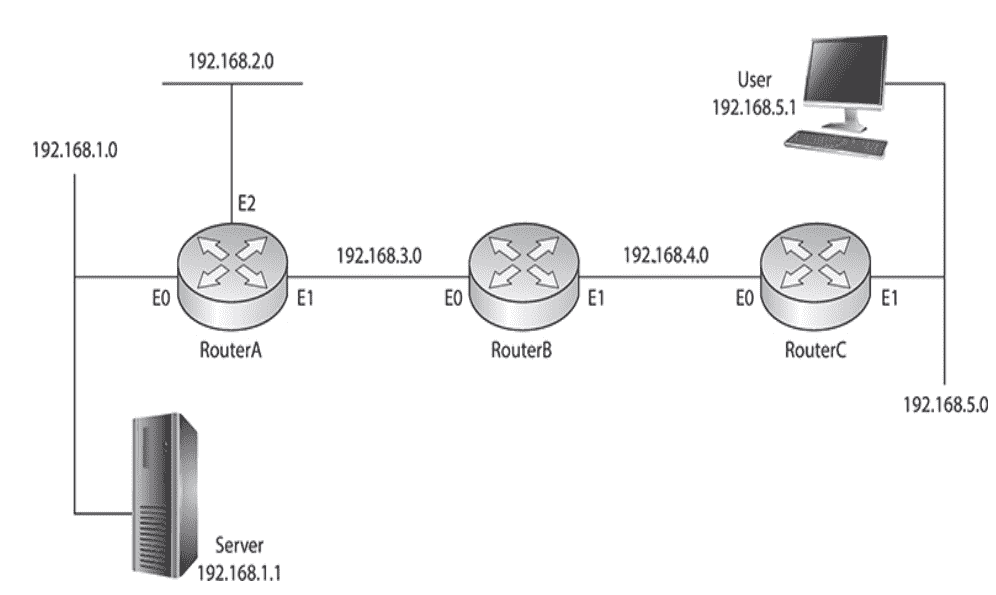 192.168.2.0
User
192.168.5.1
192.168.1.0
E2
192.168.3.0
192.168.4.0
E0
E1
E0
E1
E0
E1
RouterA
RouterB
RouterC
192.168.5.0
Server
192.168.1.1